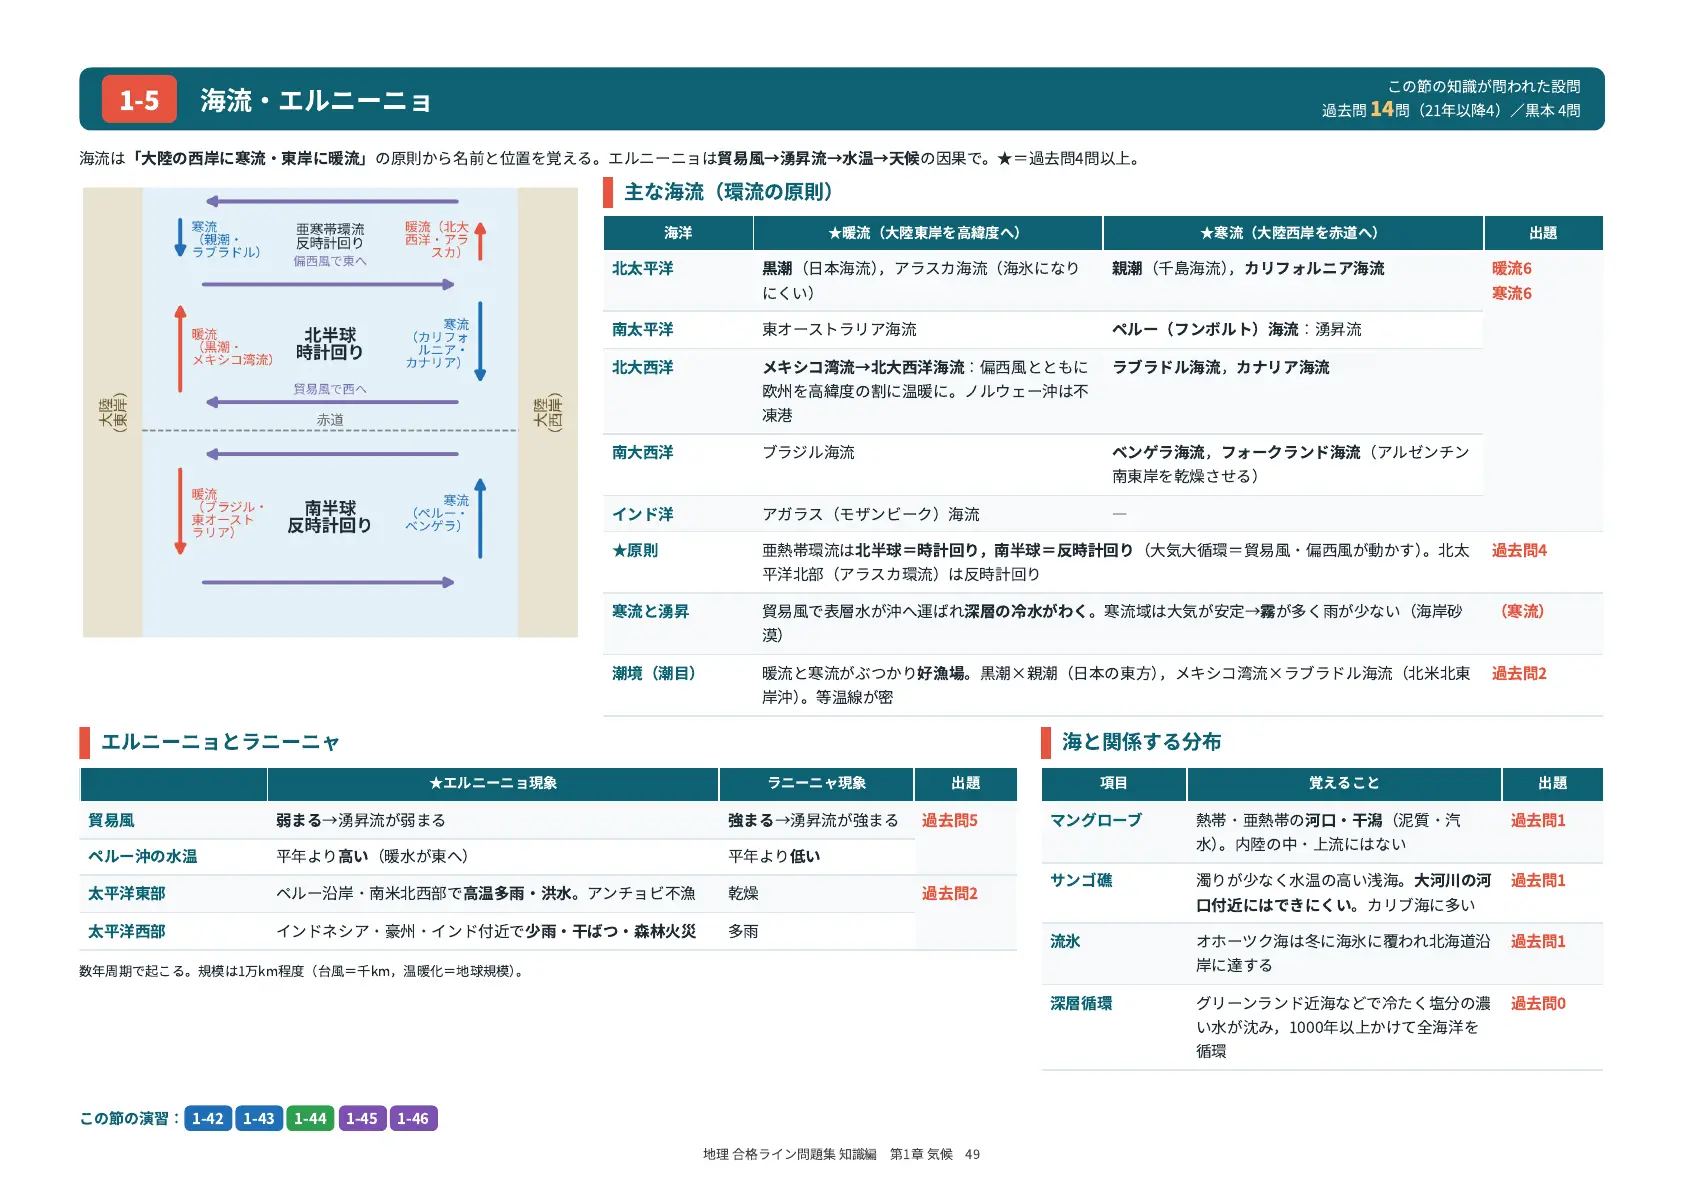 1-5 海流・エルニーニョ
この節の知識が問われた設問
過去問 14問（21年以降4）／黒本 4問
海流は「大陸の西岸に寒流・東岸に暖流」の原則から名前と位置を覚える。エルニーニョは貿易風→湧昇流→水温→天候の因果で。★＝過去問4問以上。
寒流
（親潮・
ラブラドル）
亜寒帯環流
反時計回り
偏西風で東へ
暖流（北大
西洋・アラ
スカ）
暖流
（黒潮・
メキシコ湾流）
北半球
時計回り
寒流
（カリフォ
ルニア・
カナリア）
貿易風で西へ
赤道
大陸
（東岸）
大陸
（西岸）
暖流
（ブラジル・
東オースト
ラリア）
南半球
反時計回り
寒流
（ペルー・
ベンゲラ）
主な海流（環流の原則）
海洋 ★暖流（大陸東岸を高緯度へ） ★寒流（大陸西岸を赤道へ） 出題
北太平洋 黒潮（日本海流），アラスカ海流（海氷になり
にくい） 親潮（千島海流），カリフォルニア海流 暖流6
寒流6
南太平洋 東オーストラリア海流 ペルー（フンボルト）海流：湧昇流
北大西洋 メキシコ湾流→北大西洋海流：偏西風とともに
欧州を高緯度の割に温暖に。ノルウェー沖は不
凍港 ラブラドル海流，カナリア海流
南大西洋 ブラジル海流 ベンゲラ海流，フォークランド海流（アルゼンチン
南東岸を乾燥させる）
インド洋 アガラス（モザンビーク）海流 —
★原則 亜熱帯環流は北半球＝時計回り，南半球＝反時計回り（大気大循環＝貿易風・偏西風が動かす）。北太
平洋北部（アラスカ環流）は反時計回り 過去問4
寒流と湧昇 貿易風で表層水が沖へ運ばれ深層の冷水がわく。寒流域は大気が安定→霧が多く雨が少ない（海岸砂
漠） （寒流）
潮境（潮目） 暖流と寒流がぶつかり好漁場。黒潮×親潮（日本の東方），メキシコ湾流×ラブラドル海流（北米北東
岸沖）。等温線が密 過去問2
エルニーニョとラニーニャ
★エルニーニョ現象 ラニーニャ現象 出題
貿易風 弱まる→湧昇流が弱まる 強まる→湧昇流が強まる 過去問5
ペルー沖の水温 平年より高い（暖水が東へ） 平年より低い
太平洋東部 ペルー沿岸・南米北西部で高温多雨・洪水。アンチョビ不漁 乾燥 過去問2
太平洋西部 インドネシア・豪州・インド付近で少雨・干ばつ・森林火災 多雨
数年周期で起こる。規模は1万km程度（台風＝千km，温暖化＝地球規模）。
海と関係する分布
項目 覚えること 出題
マングローブ 熱帯・亜熱帯の河口・干潟（泥質・汽
水）。内陸の中・上流にはない 過去問1
サンゴ礁 濁りが少なく水温の高い浅海。大河川の河
口付近にはできにくい。カリブ海に多い 過去問1
流氷 オホーツク海は冬に海氷に覆われ北海道沿
岸に達する 過去問1
深層循環 グリーンランド近海などで冷たく塩分の濃
い水が沈み，1000年以上かけて全海洋を
循環 過去問0
この節の演習： 1-42 1-43 1-44 1-45 1-46
地理 合格ライン問題集 知識編 第1章 気候 49